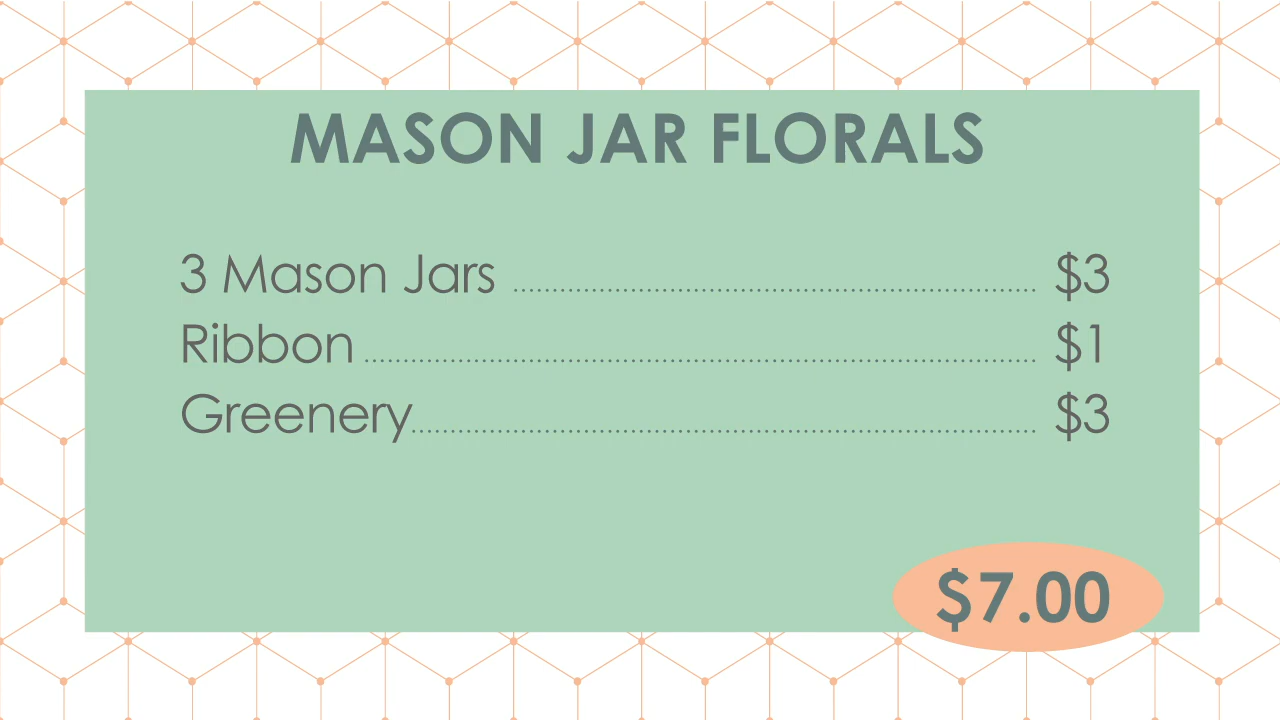 MASON JAR FLORALS
3 Mason Jars ........................ $3
Ribbon ........................ $1
Greenery........................ $3
$7.00